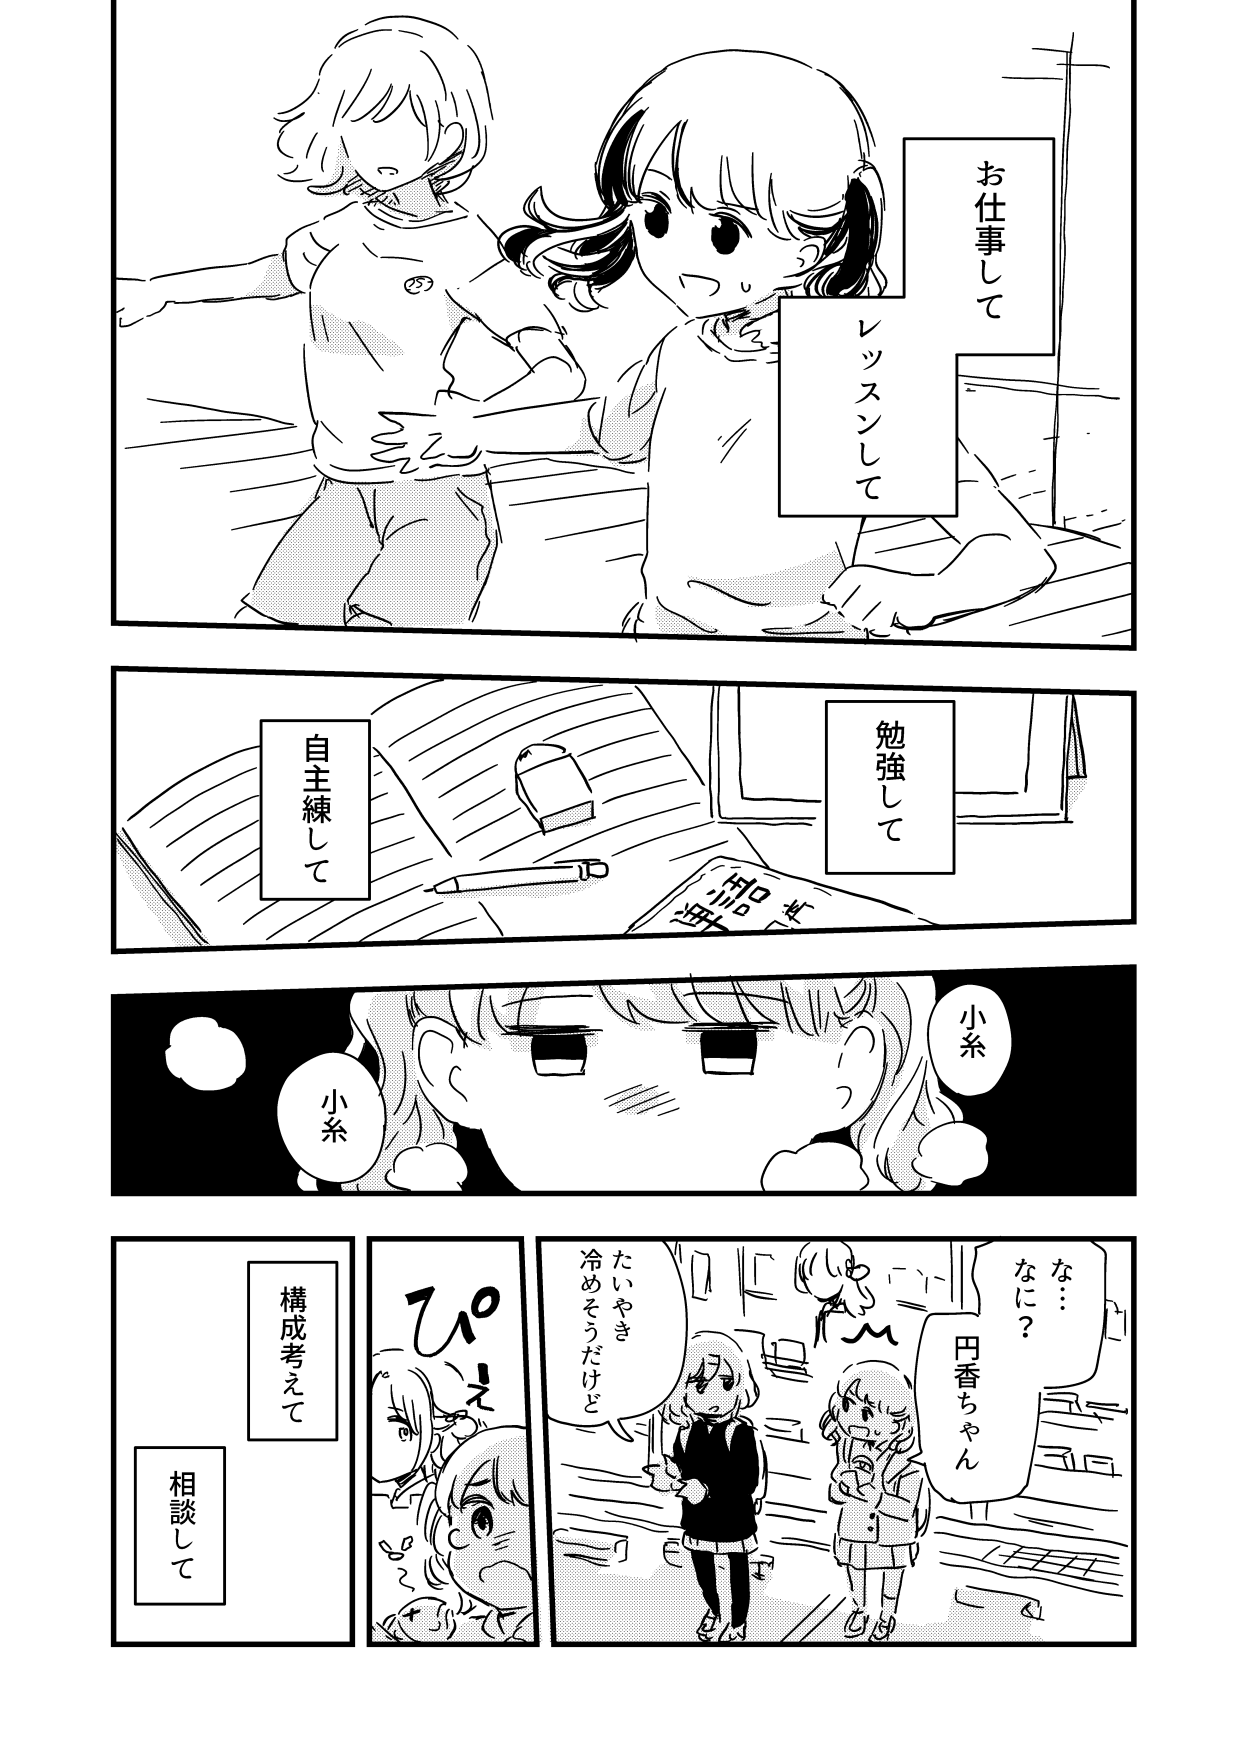 お仕事して
レッスンして
勉強して
自主練して
小糸
小糸
な…
なに？
円香ちゃん
たいやき
冷めそうだけど
ぴぇ
構成考えて
相談して